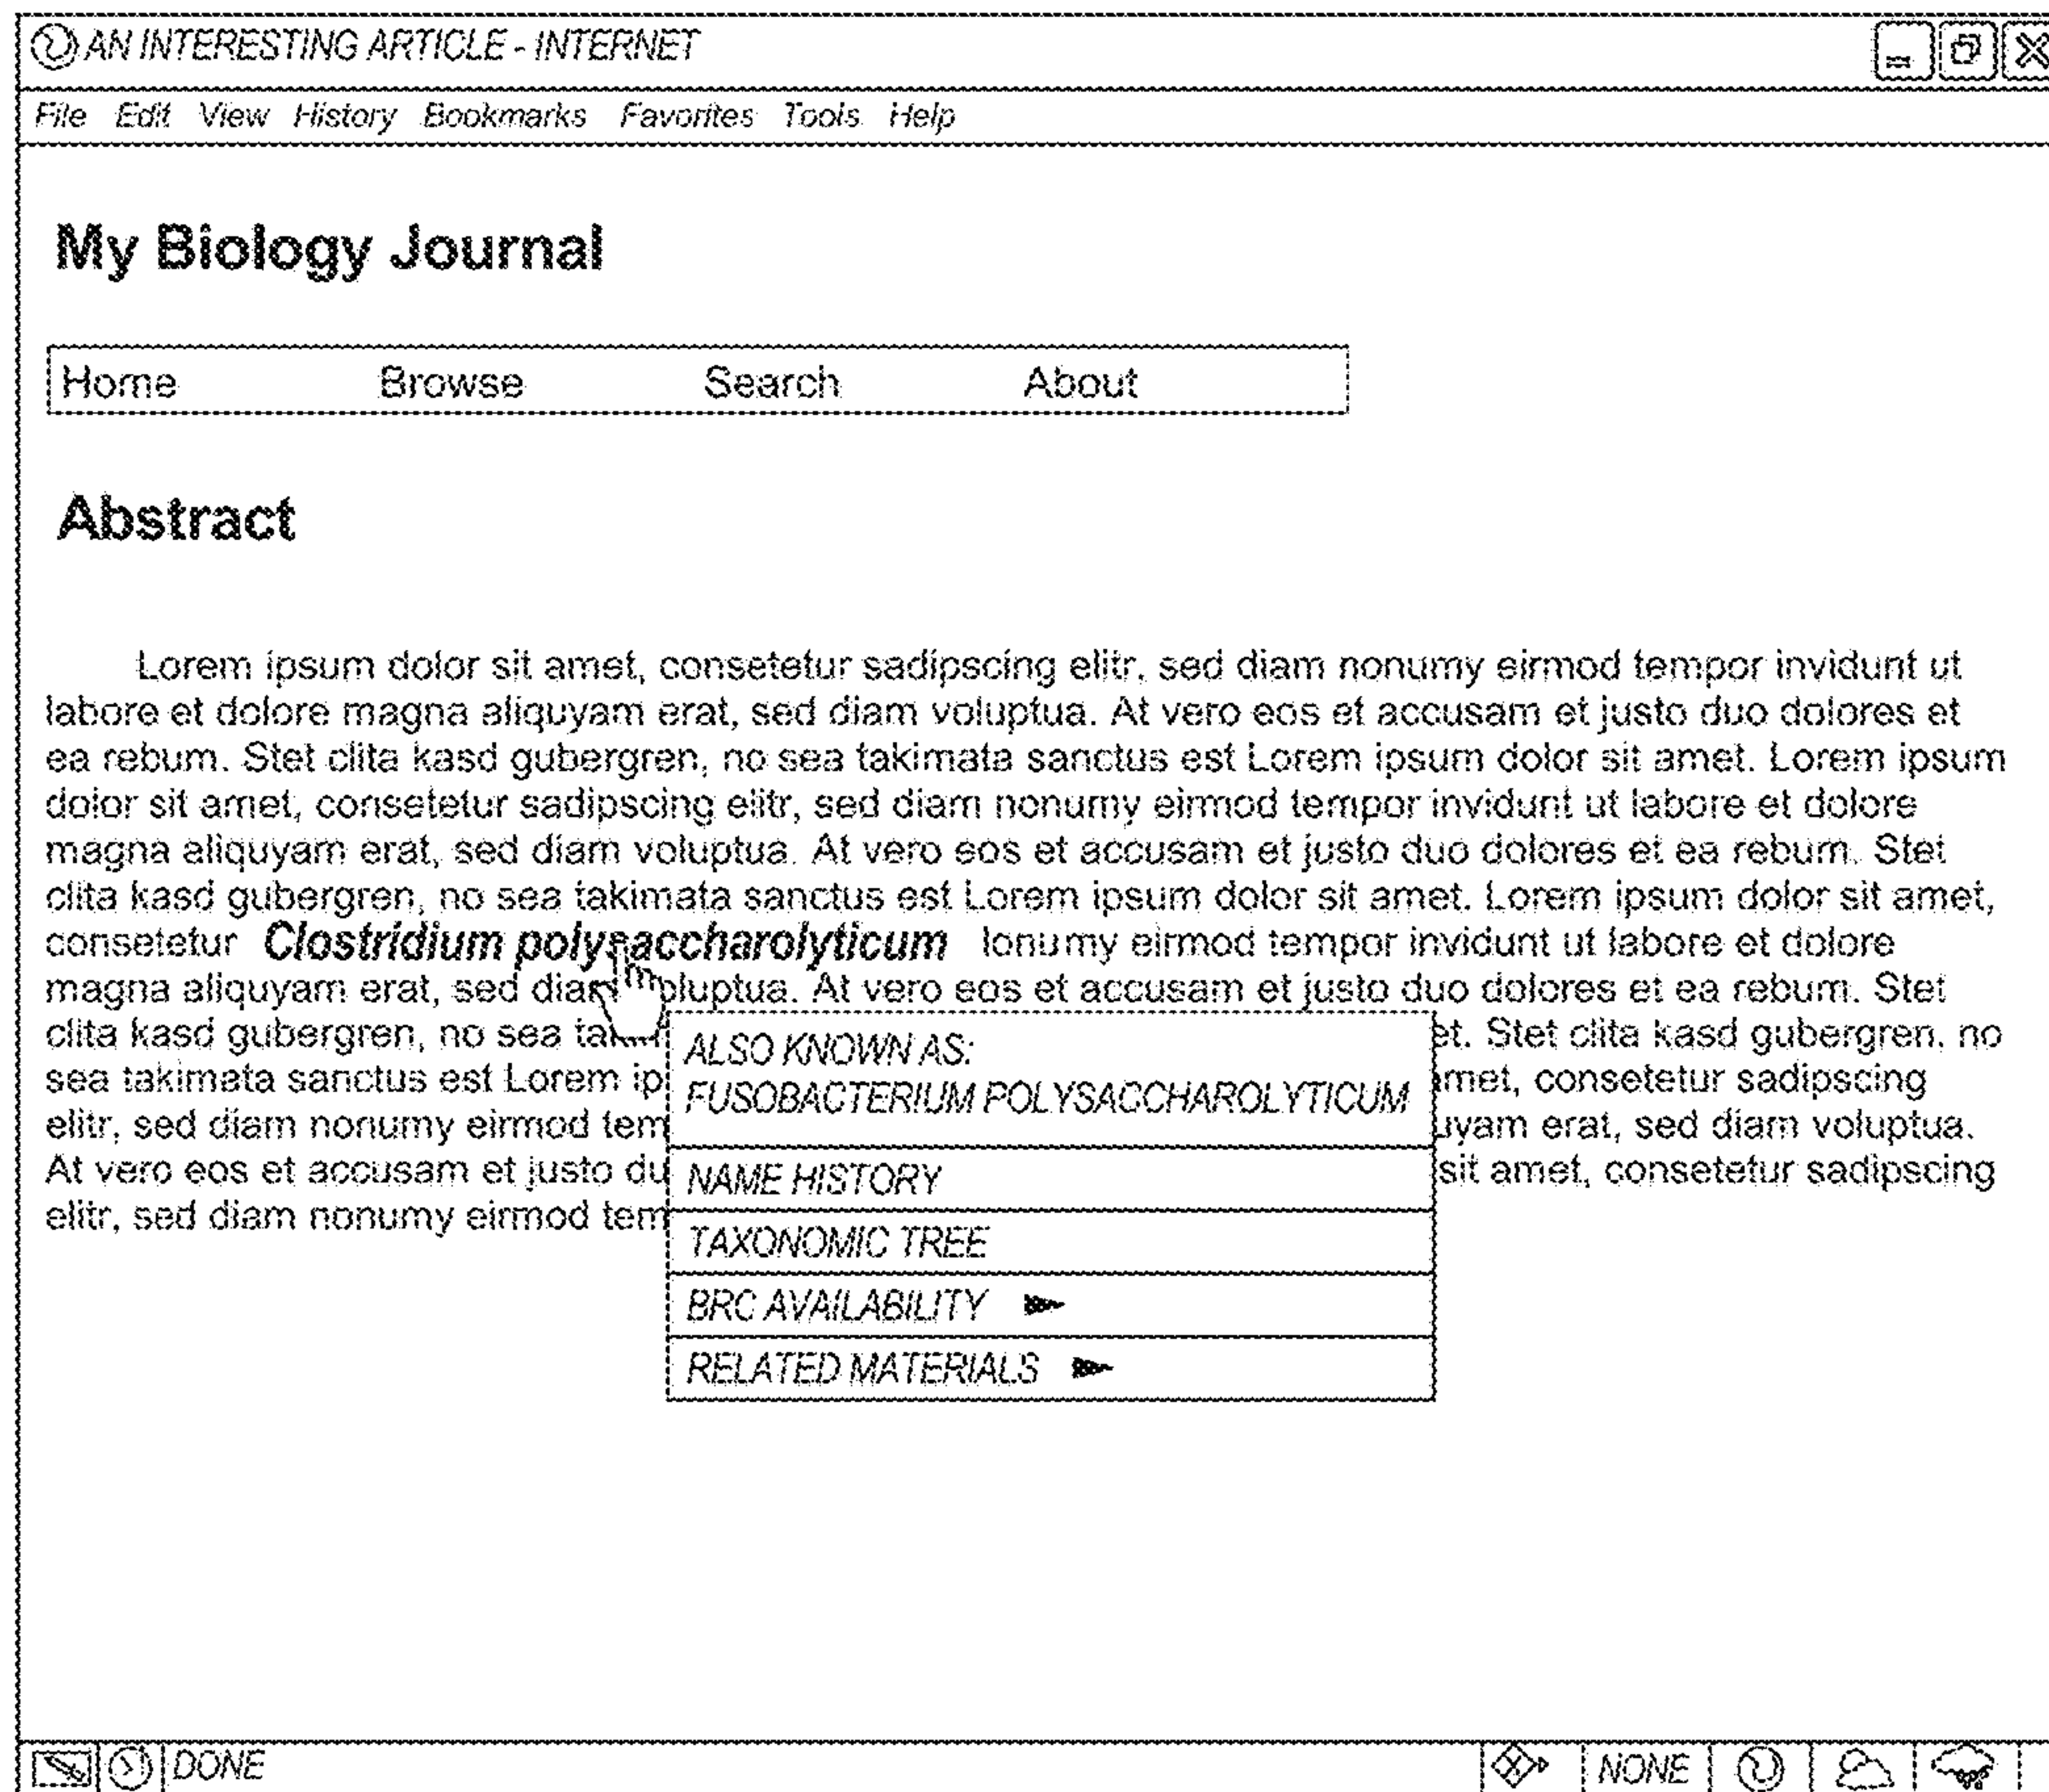 AN INTERESTING ARTICLE - INTERNET
File Edit View History Bookmarks Favorites Tools Help
My Biology Journal
Home Browse Search About
Abstract
Lorem ipsum dolor sit amet, consetetur sadipscing elitr, sed diam nonumy eirmod tempor invidunt ut
labore et dolore magna aliquyam erat, sed diam voluptua. At vero eos et accusam et justo duo dolores et
ea rebum. Stet clita kasd gubergren, no sea takimata sanctus est Lorem ipsum dolor sit amet. Lorem ipsum
dolor sit amet, consetetur sadipscing elitr, sed diam nonumy eirmod tempor invidunt ut labore et dolore
magna aliquyam erat, sed diam voluptua. At vero eos et accusam et justo duo dolores et ea rebum. Stet
clita kasd gubergren, no sea takimata sanctus est Lorem ipsum dolor sit amet. Lorem ipsum dolor sit amet,
consetetur Clostridium polysaccharolyticum lonumy eirmod tempor invidunt ut labore et dolore
magna aliquyam erat, sed diam voluptua. At vero eos et accusam et justo duo dolores et ea rebum. Stet
clita kasd gubergren, no sea et. Stet clita kasd gubergren, no
sea takimata sanctus est Lorem ip met, consetetur sadipscing
elitr, sed diam nonumy eirmod tem uyam erat, sed diam voluptua.
At vero eos et accusam et justo du sit amet, consetetur sadipscing
elitr, sed diam nonumy eirmod tem
ALSO KNOWN AS:
FUSOBACTERIUM POLYSACCHAROLYTICUM
NAME HISTORY
TAXONOMIC TREE
BRC AVAILABILITY
RELATED MATERIALS
DONE NONE